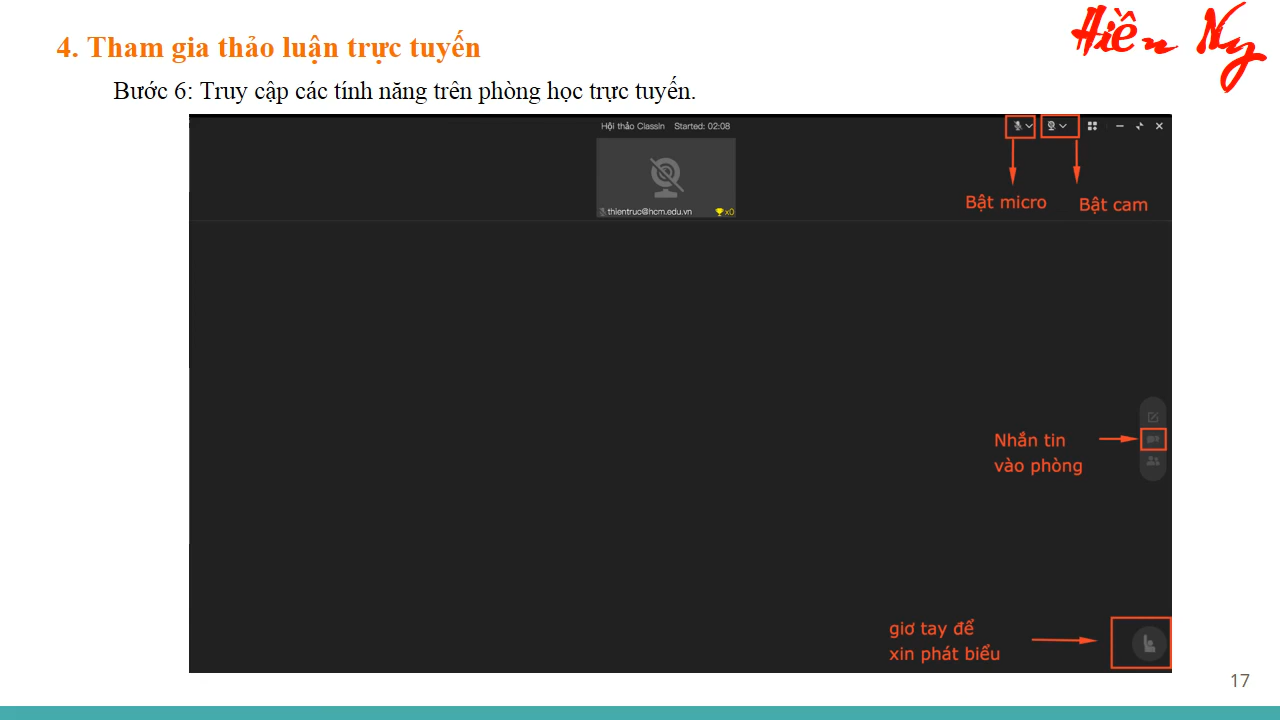 Hiền Ny
4. Tham gia thảo luận trực tuyến
Bước 6: Truy cập các tính năng trên phòng học trực tuyến.
Hội thảo ClassIn Started: 02:08
thientruc@hcm.edu.vn x0
Bật micro
Bật cam
Nhắn tin
vào phòng
giơ tay để
xin phát biểu
17